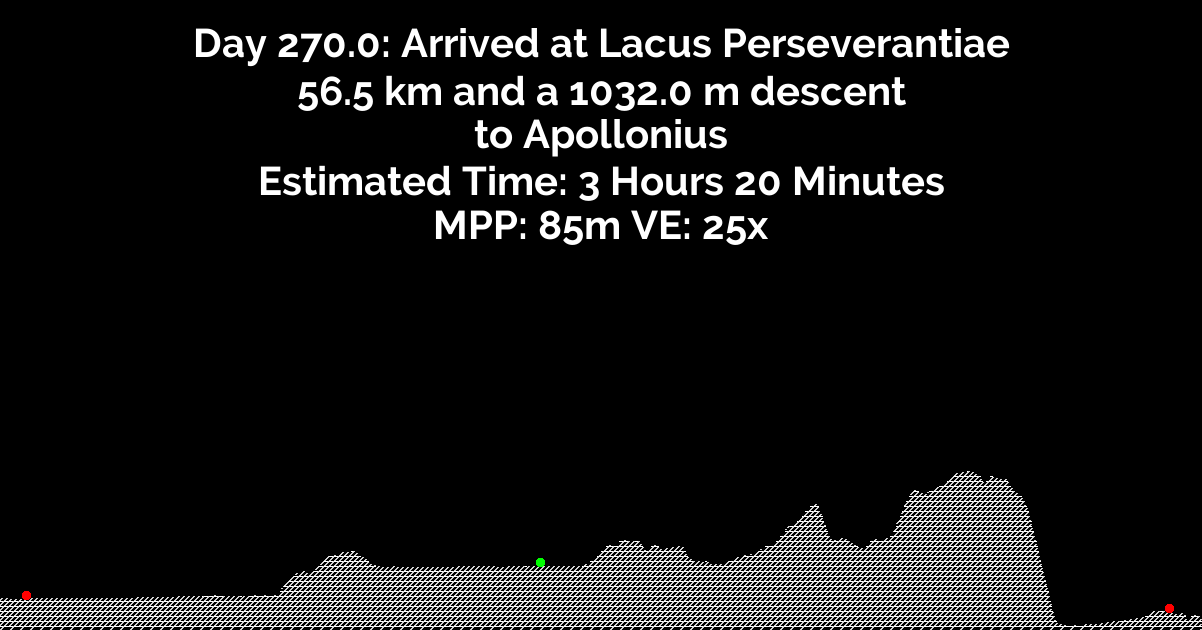 Day 270.0: Arrived at Lacus Perseverantiae
56.5 km and a 1032.0 m descent
to Apollonius
Estimated Time: 3 Hours 20 Minutes
MPP: 85m VE: 25x